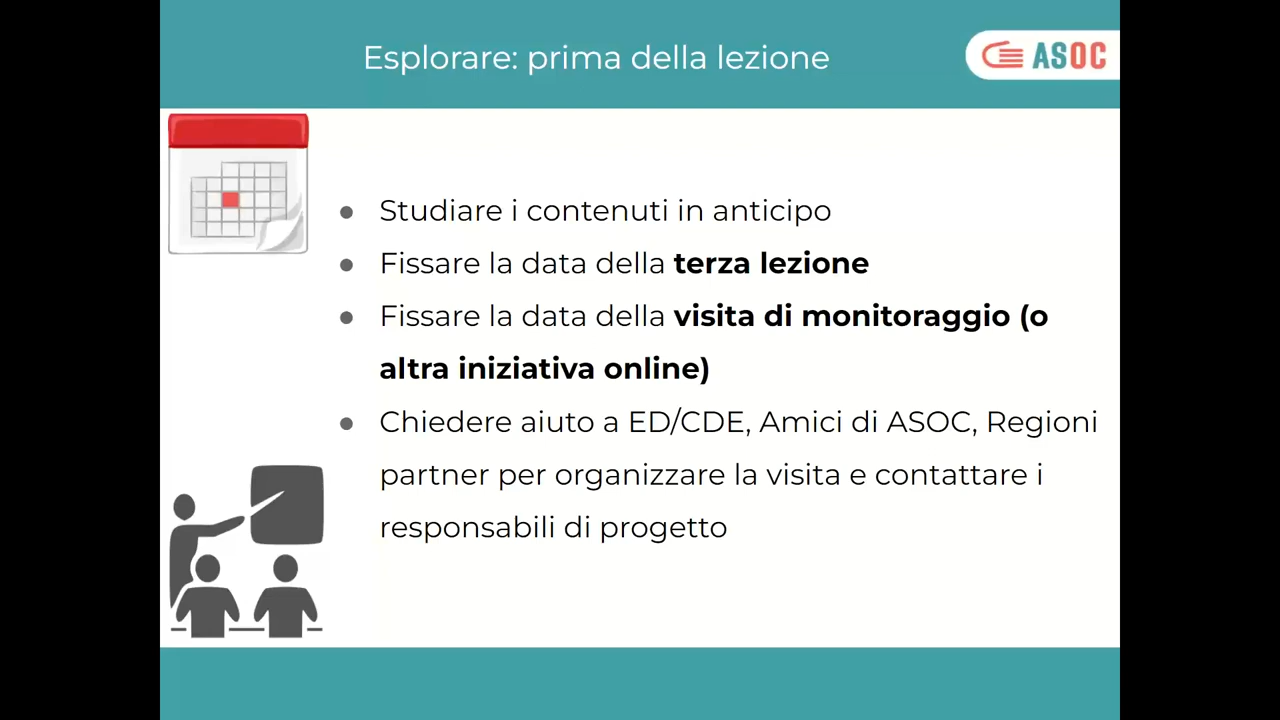 Esplorare: prima della lezione
ASOC
● Studiare i contenuti in anticipo
● Fissare la data della terza lezione
● Fissare la data della visita di monitoraggio (o
altra iniziativa online)
● Chiedere aiuto a ED/CDE, Amici di ASOC, Regioni
partner per organizzare la visita e contattare i
responsabili di progetto